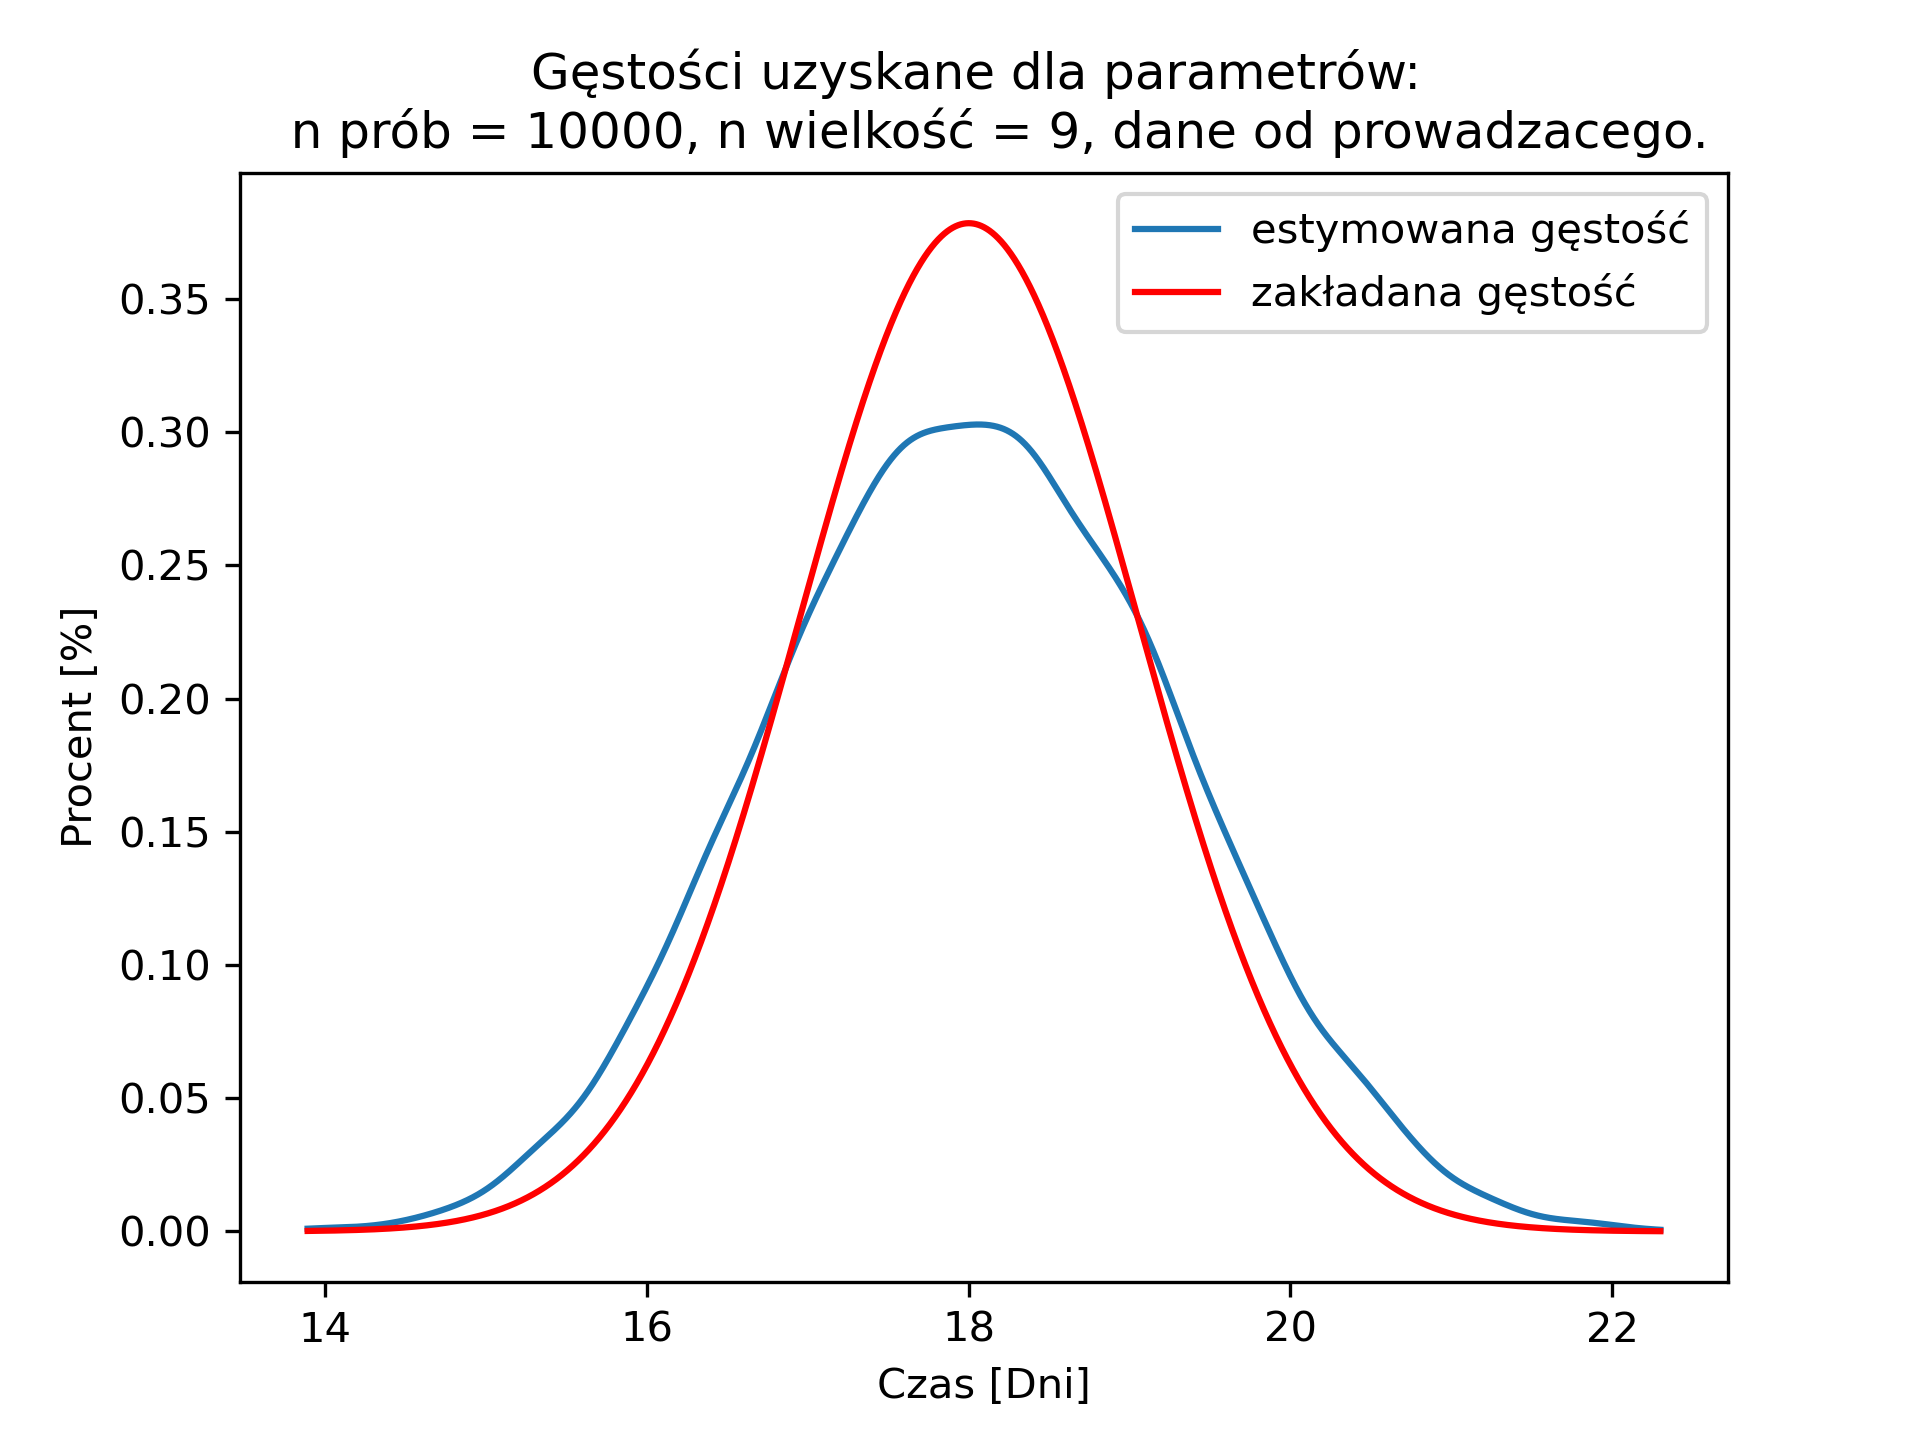 Gęstości uzyskane dla parametrów:
n prób = 10000, n wielkość = 9, dane od prowadzacego.
estymowana gęstość
zakładana gęstość
Procent [%]
0.35
0.30
0.25
0.20
0.15
0.10
0.05
0.00
14 16 18 20 22
Czas [Dni]